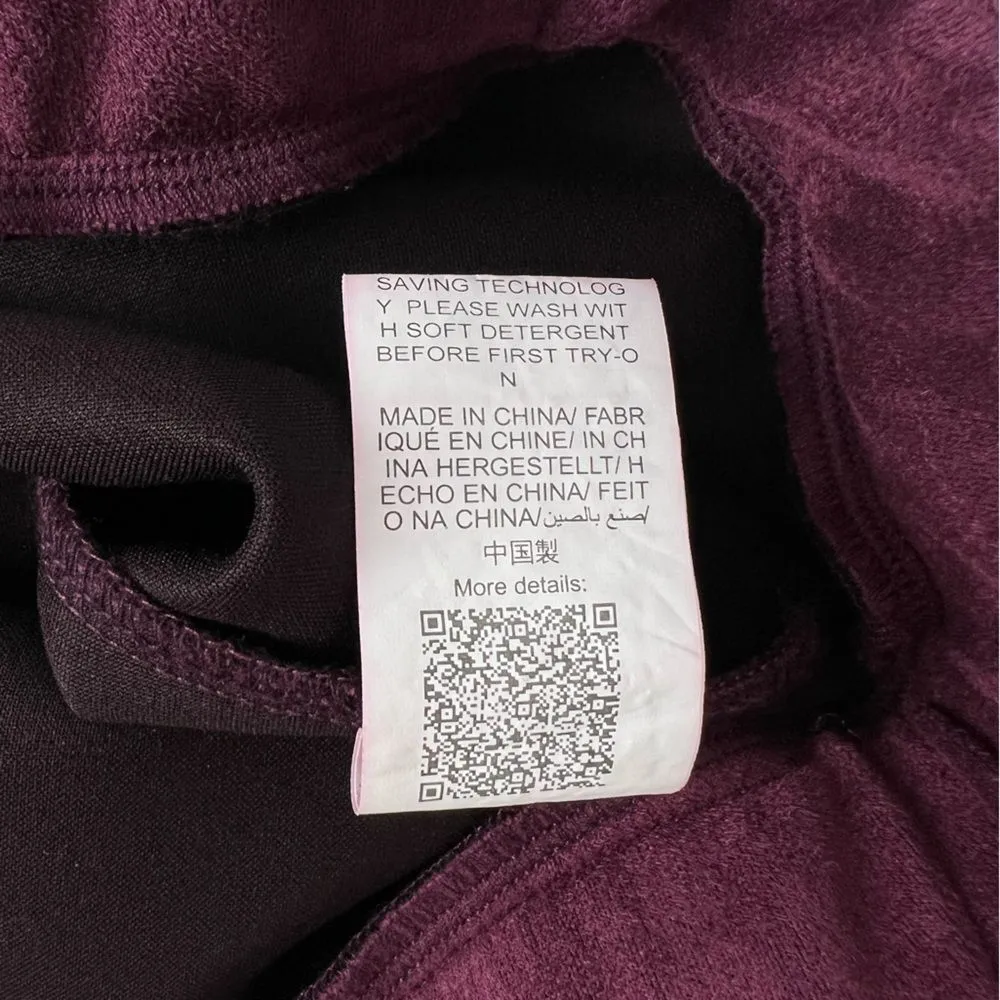 SAVING TECHNOLOG
Y PLEASE WASH WIT
H SOFT DETERGENT
BEFORE FIRST TRY-O
N
MADE IN CHINA/ FABR
IQUÉ EN CHINE/ IN CH
INA HERGESTELLT/ H
ECHO EN CHINA/ FEIT
O NA CHINA/صنع بالصين/
中国製
More details: